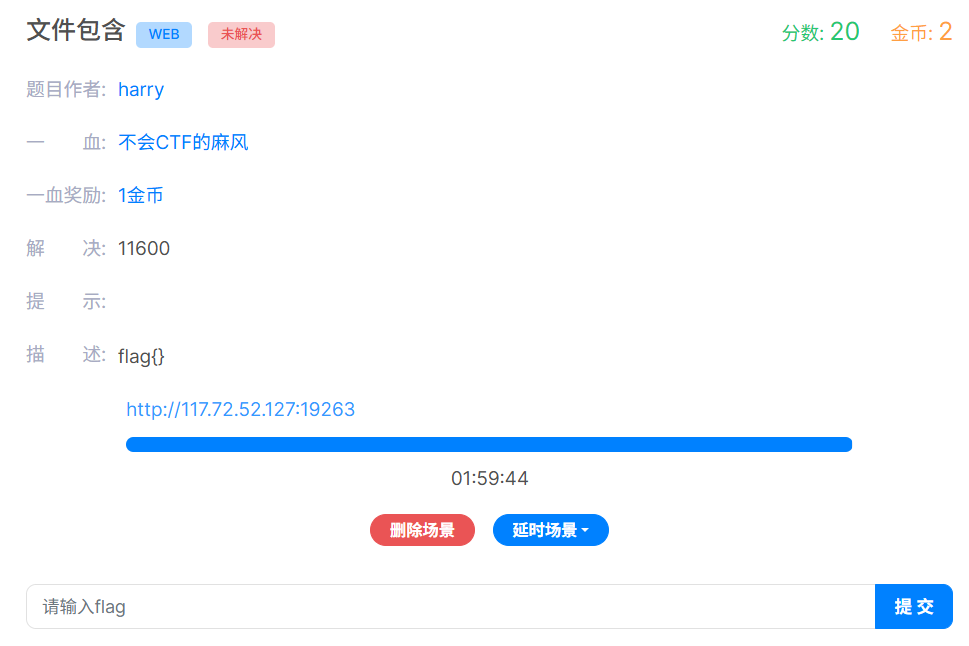 文件包含 WEB 未解决 分数: 20 金币: 2
题目作者: harry
一 血: 不会CTF的麻风
一血奖励: 1金币
解 决: 11600
提 示:
描 述: flag{}
http://117.72.52.127:19263
01:59:44
删除场景 延时场景
请输入flag 提 交